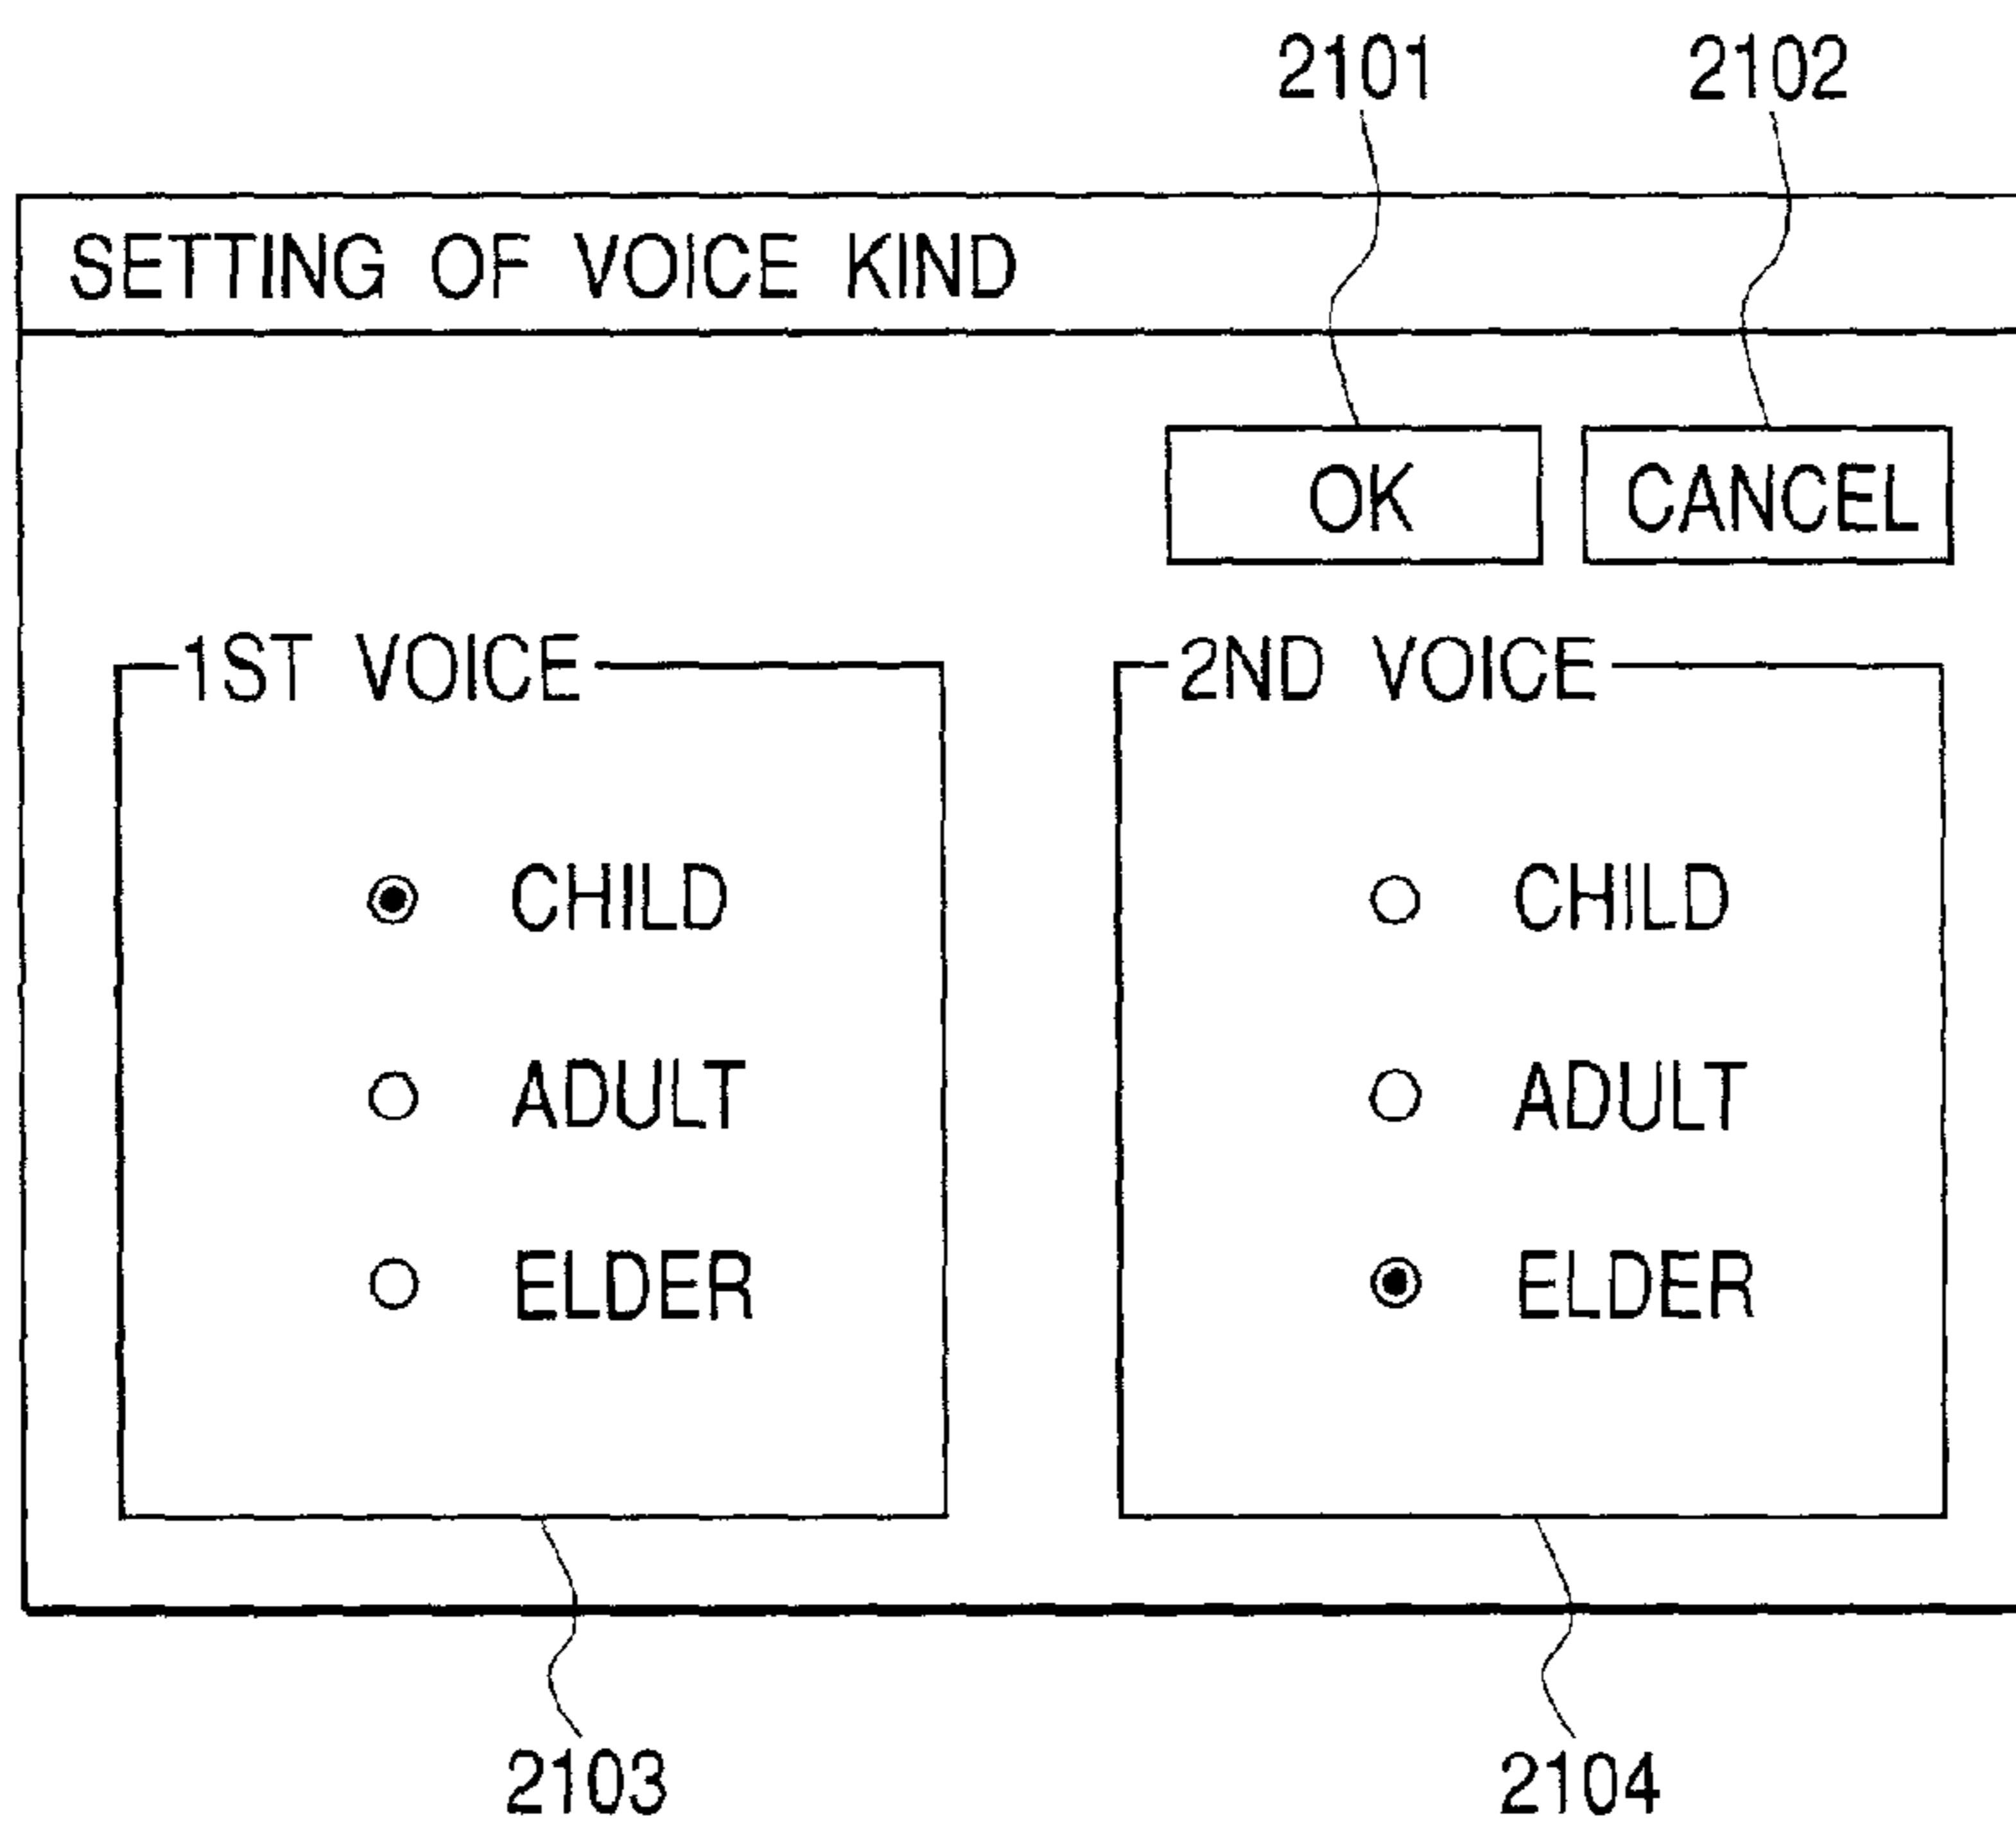 2101 2102
SETTING OF VOICE KIND
OK CANCEL
1ST VOICE 2ND VOICE
CHILD CHILD
ADULT ADULT
ELDER ELDER
2103 2104